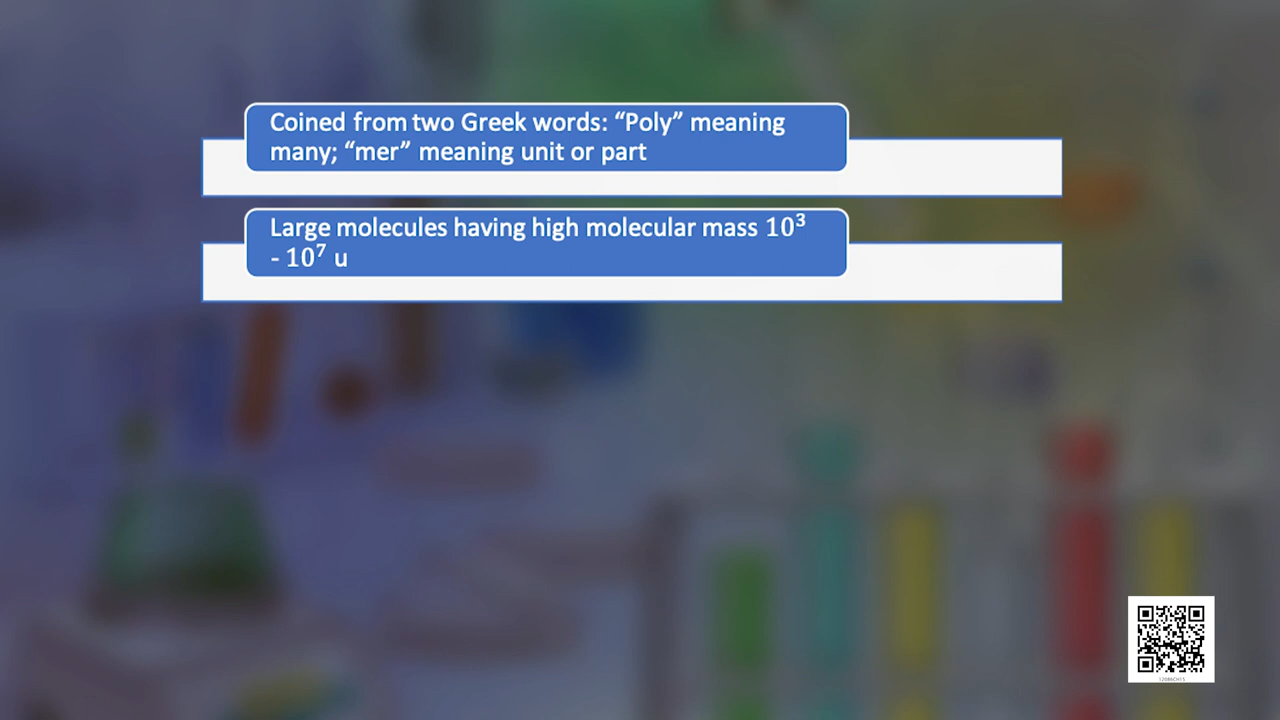 Coined from two Greek words: “Poly” meaning
many; “mer” meaning unit or part
Large molecules having high molecular mass 10³
- 10⁷ u